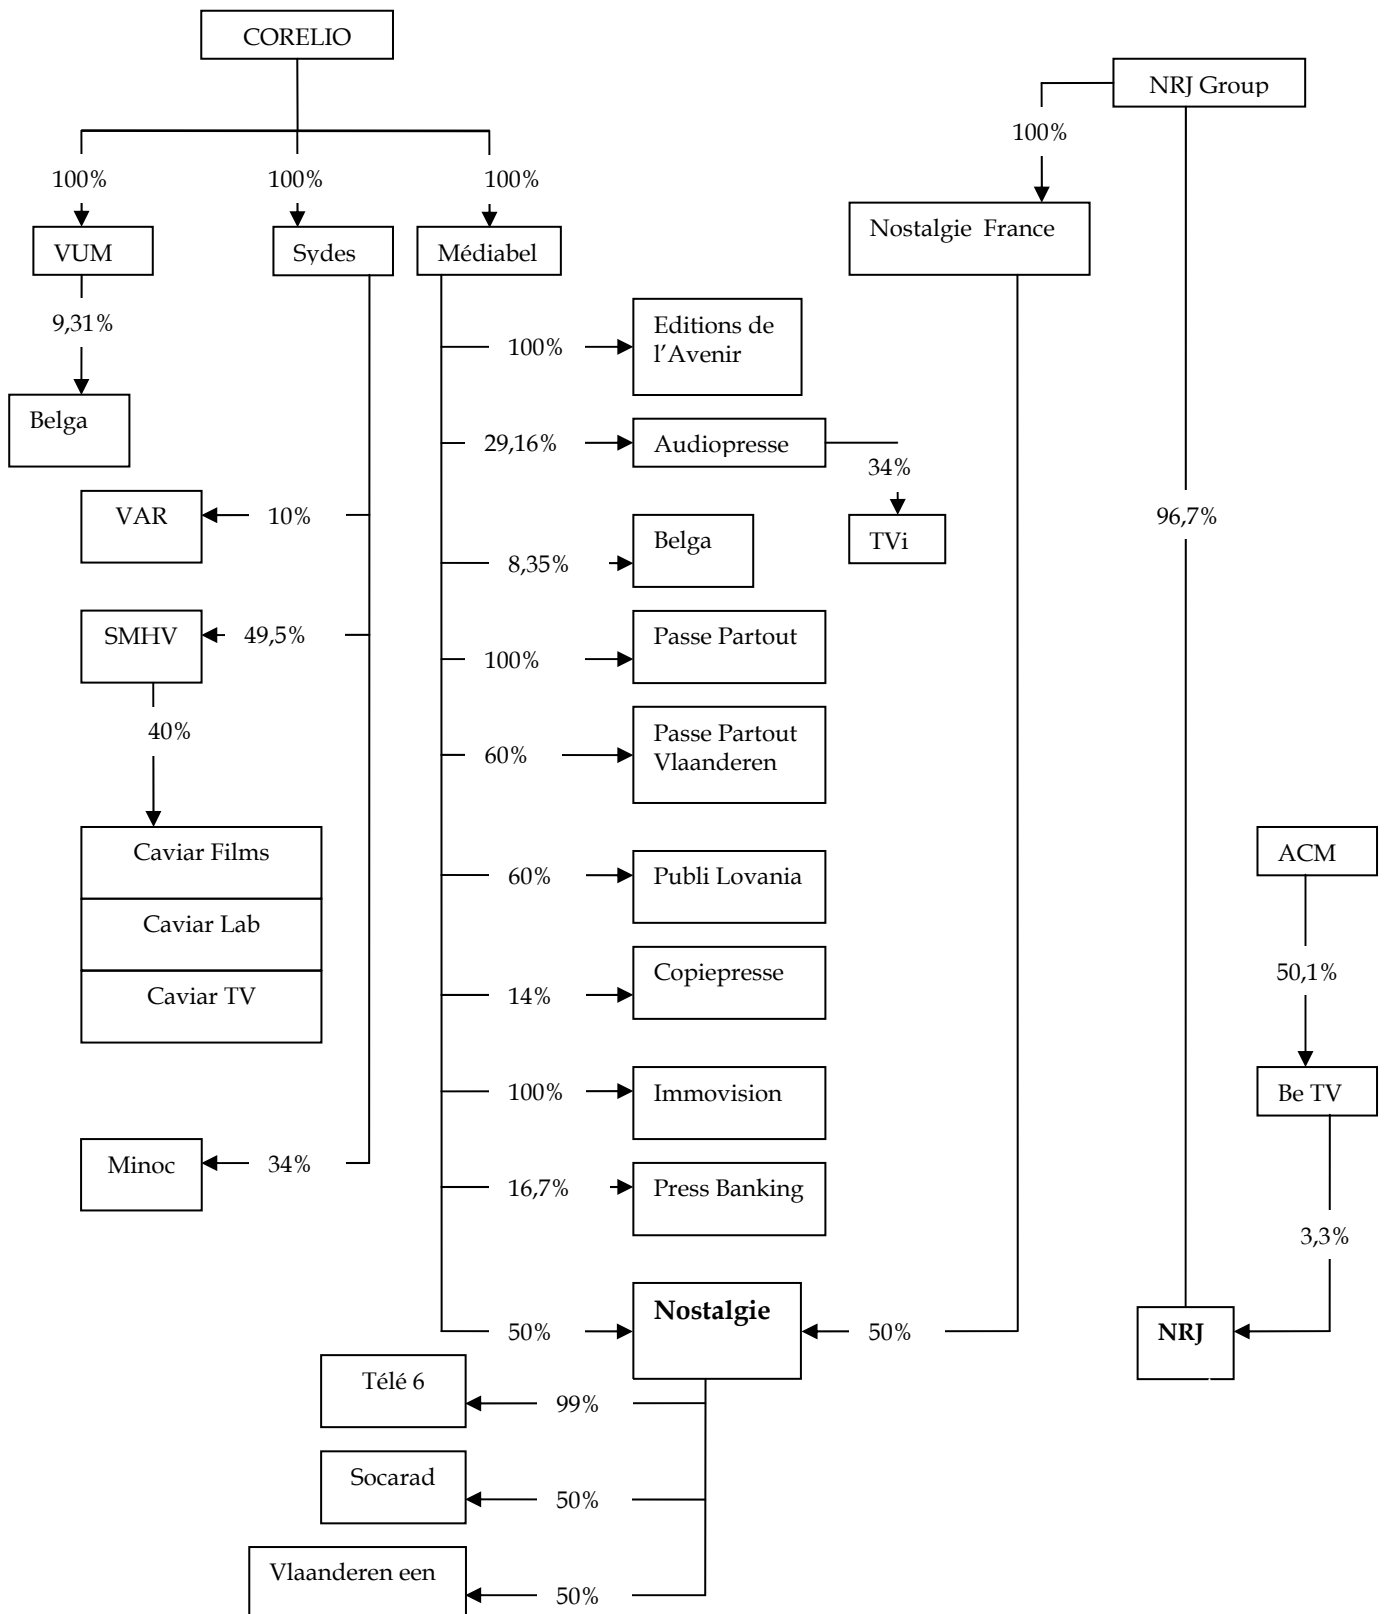 CORELIO
NRJ Group
100%
100%
100%
100%
VUM
Sydes
Médiabel
Nostalgie France
9,31%
Belga
100%
Editions de
l'Avenir
29,16%
Audiopresse
34%
TVi
VAR
10%
8,35%
Belga
96,7%
SMHV
49,5%
100%
Passe Partout
40%
60%
Passe Partout
Vlaanderen
Caviar Films
Caviar Lab
Caviar TV
60%
Publi Lovania
ACM
14%
Copiepresse
50,1%
100%
Immovision
Be TV
Minoc
34%
16,7%
Press Banking
3,3%
50%
Nostalgie
50%
NRJ
Télé 6
99%
Socarad
50%
Vlaanderen een
50%